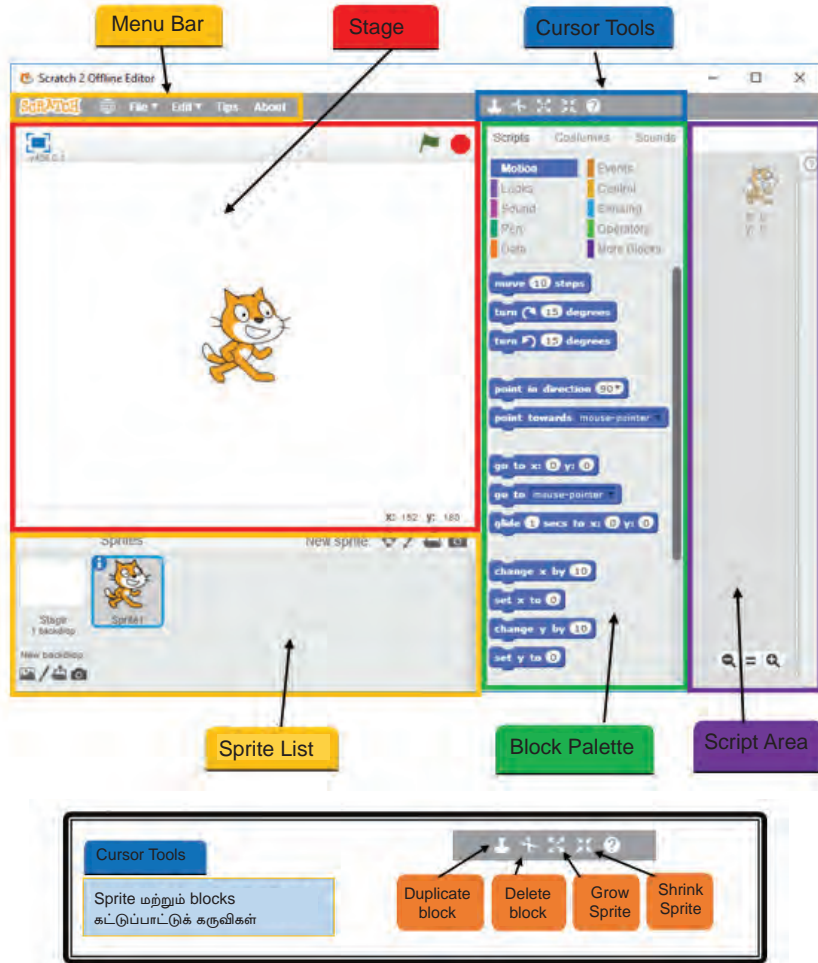 Menu Bar
Stage
Cursor Tools
Scratch 2 Offline Editor
SCRATCH File Edit Tips About
v456.0.3
Scripts Costumes Sounds
Motion Events
Looks Control
Sound Sensing
Pen Operators
Data More Blocks
move 10 steps
turn 15 degrees
turn 15 degrees
point in direction 90
point towards mouse-pointer
go to x: 0 y: 0
go to mouse-pointer
glide 1 secs to x: 0 y: 0
change x by 10
set x to 0
change y by 10
set y to 0
x: 152 y: 180
Sprites New sprite:
Stage
1 backdrop
Sprite1
New backdrop
Sprite List
Block Palette
Script Area
Cursor Tools
Sprite மற்றும் blocks
கட்டுப்பாட்டுக் கருவிகள்
Duplicate
block
Delete
block
Grow
Sprite
Shrink
Sprite